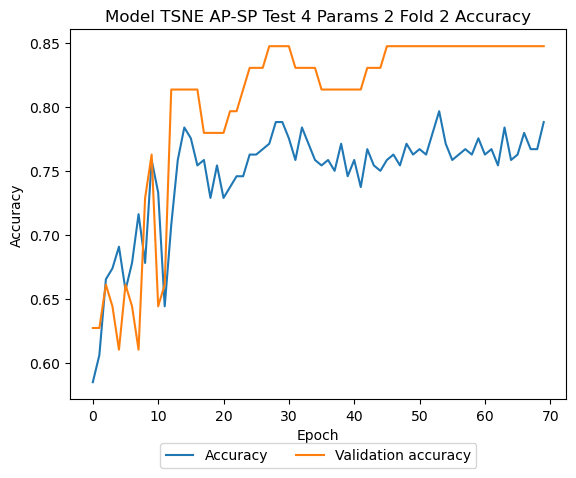 Model TSNE AP-SP Test 4 Params 2 Fold 2 Accuracy
0.85
0.80
0.75
0.70
0.65
0.60
Accuracy
0 10 20 30 40 50 60 70
Epoch
Accuracy Validation accuracy